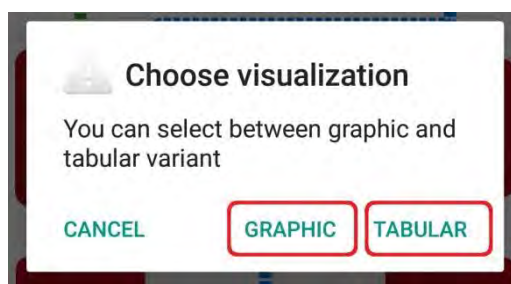 Choose visualization
You can select between graphic and
tabular variant
CANCEL GRAPHIC TABULAR